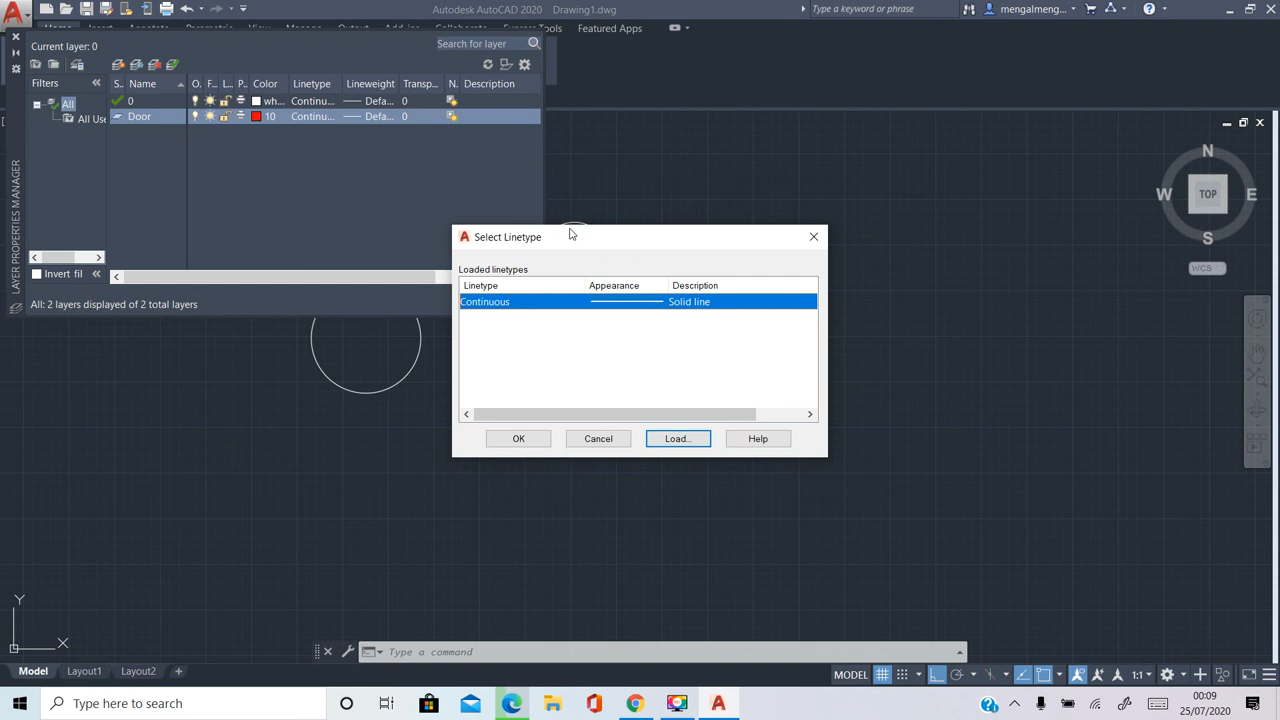 Autodesk AutoCAD 2020 Drawing1.dwg
Type a keyword or phrase
mengalmeng...
Featured Apps
Current layer: 0
Search for layer
Filters
S.. Name
O. F.. L.. P.. Color Linetype Lineweight Transp... N. Description
All
0 wh... Continu... Defa... 0
All Use
Door 10 Continu... Defa... 0
LAYER PROPERTIES MANAGER
Invert fil
All: 2 layers displayed of 2 total layers
N
W TOP E
S
WCS
Select Linetype
Loaded linetypes
Linetype Appearance Description
Continuous Solid line
OK Cancel Load... Help
Y
X
Type a command
Model Layout1 Layout2 +
MODEL 1:1
Type here to search
00:09
25/07/2020